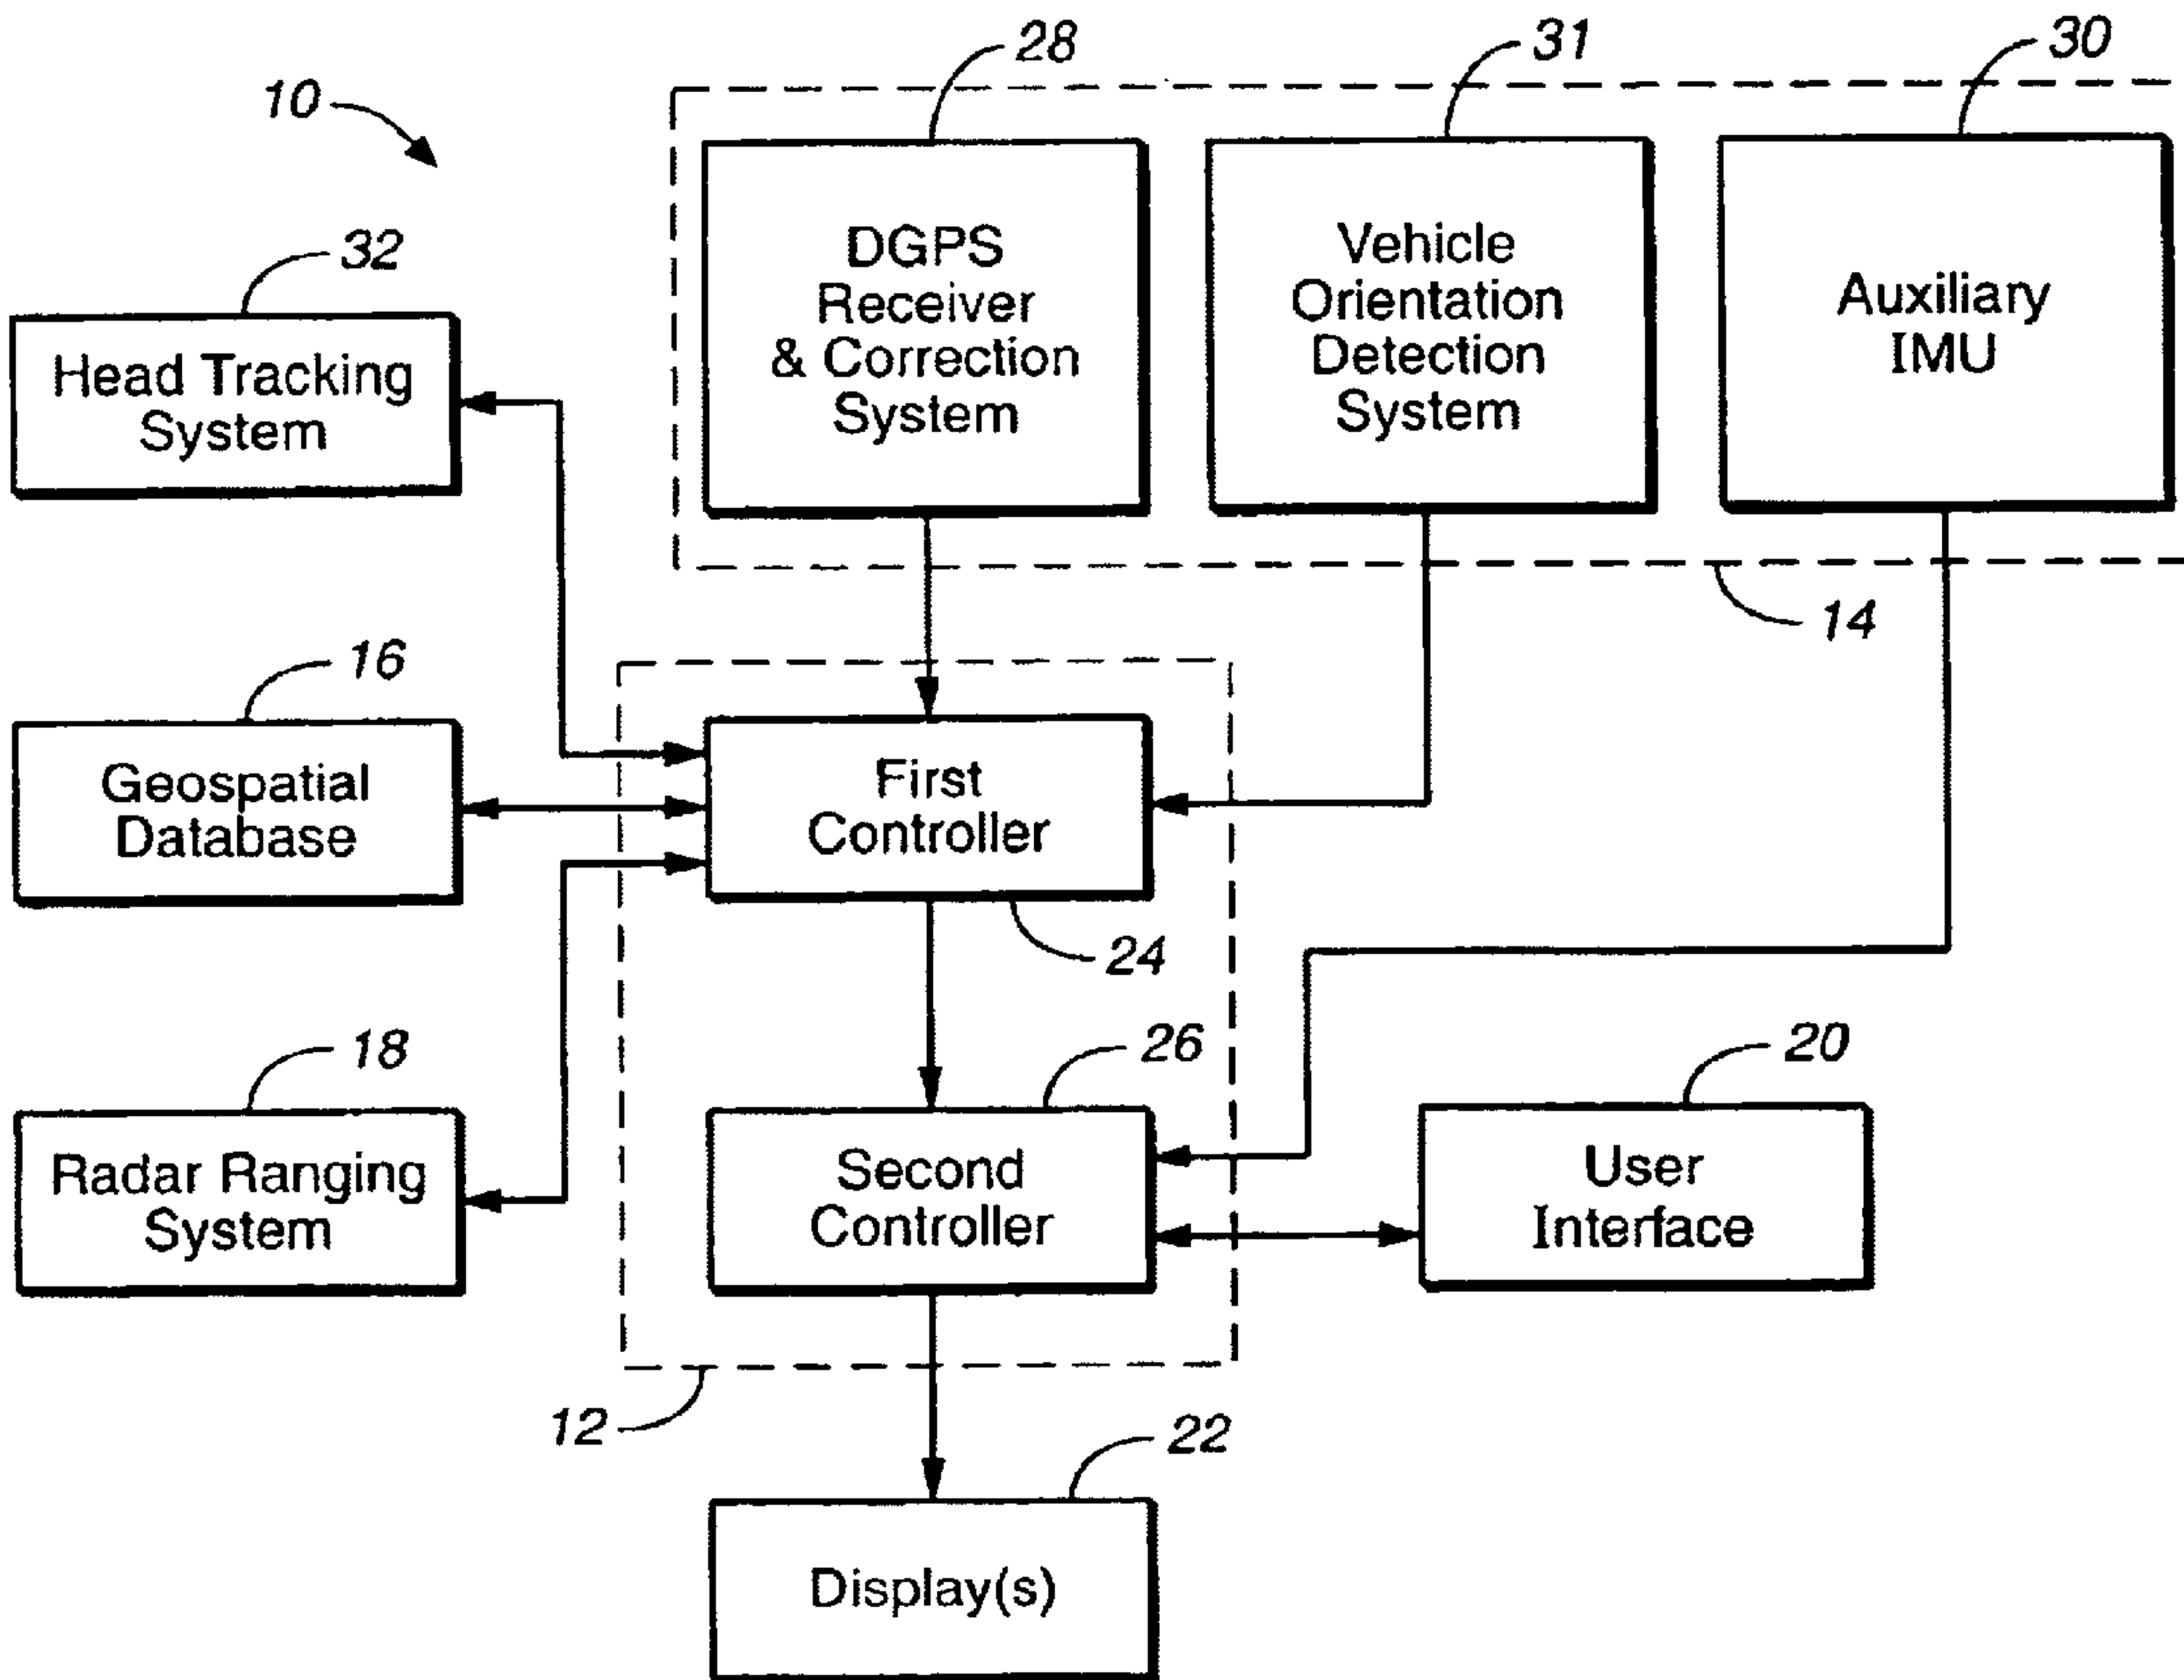 28
31
30
10
DGPS
Receiver
& Correction
System
Vehicle
Orientation
Detection
System
Auxiliary
IMU
32
Head Tracking
System
14
16
Geospatial
Database
First
Controller
24
18
Radar Ranging
System
26
Second
Controller
20
User
Interface
12
22
Display(s)